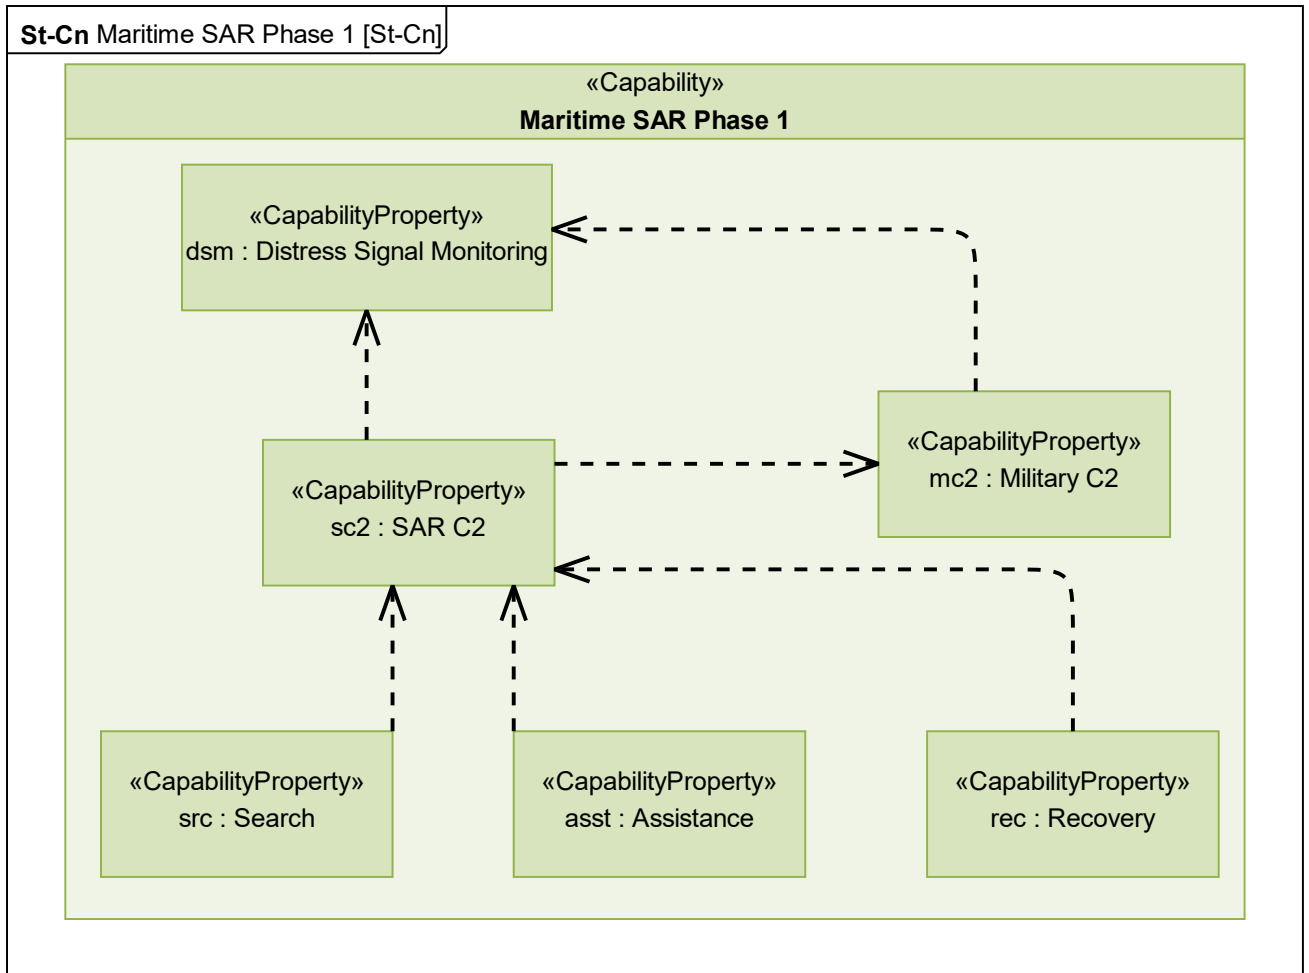 St-Cn Maritime SAR Phase 1 [St-Cn]
«Capability»
Maritime SAR Phase 1
«CapabilityProperty»
dsm : Distress Signal Monitoring
«CapabilityProperty»
mc2 : Military C2
«CapabilityProperty»
sc2 : SAR C2
«CapabilityProperty»
src : Search
«CapabilityProperty»
asst : Assistance
«CapabilityProperty»
rec : Recovery